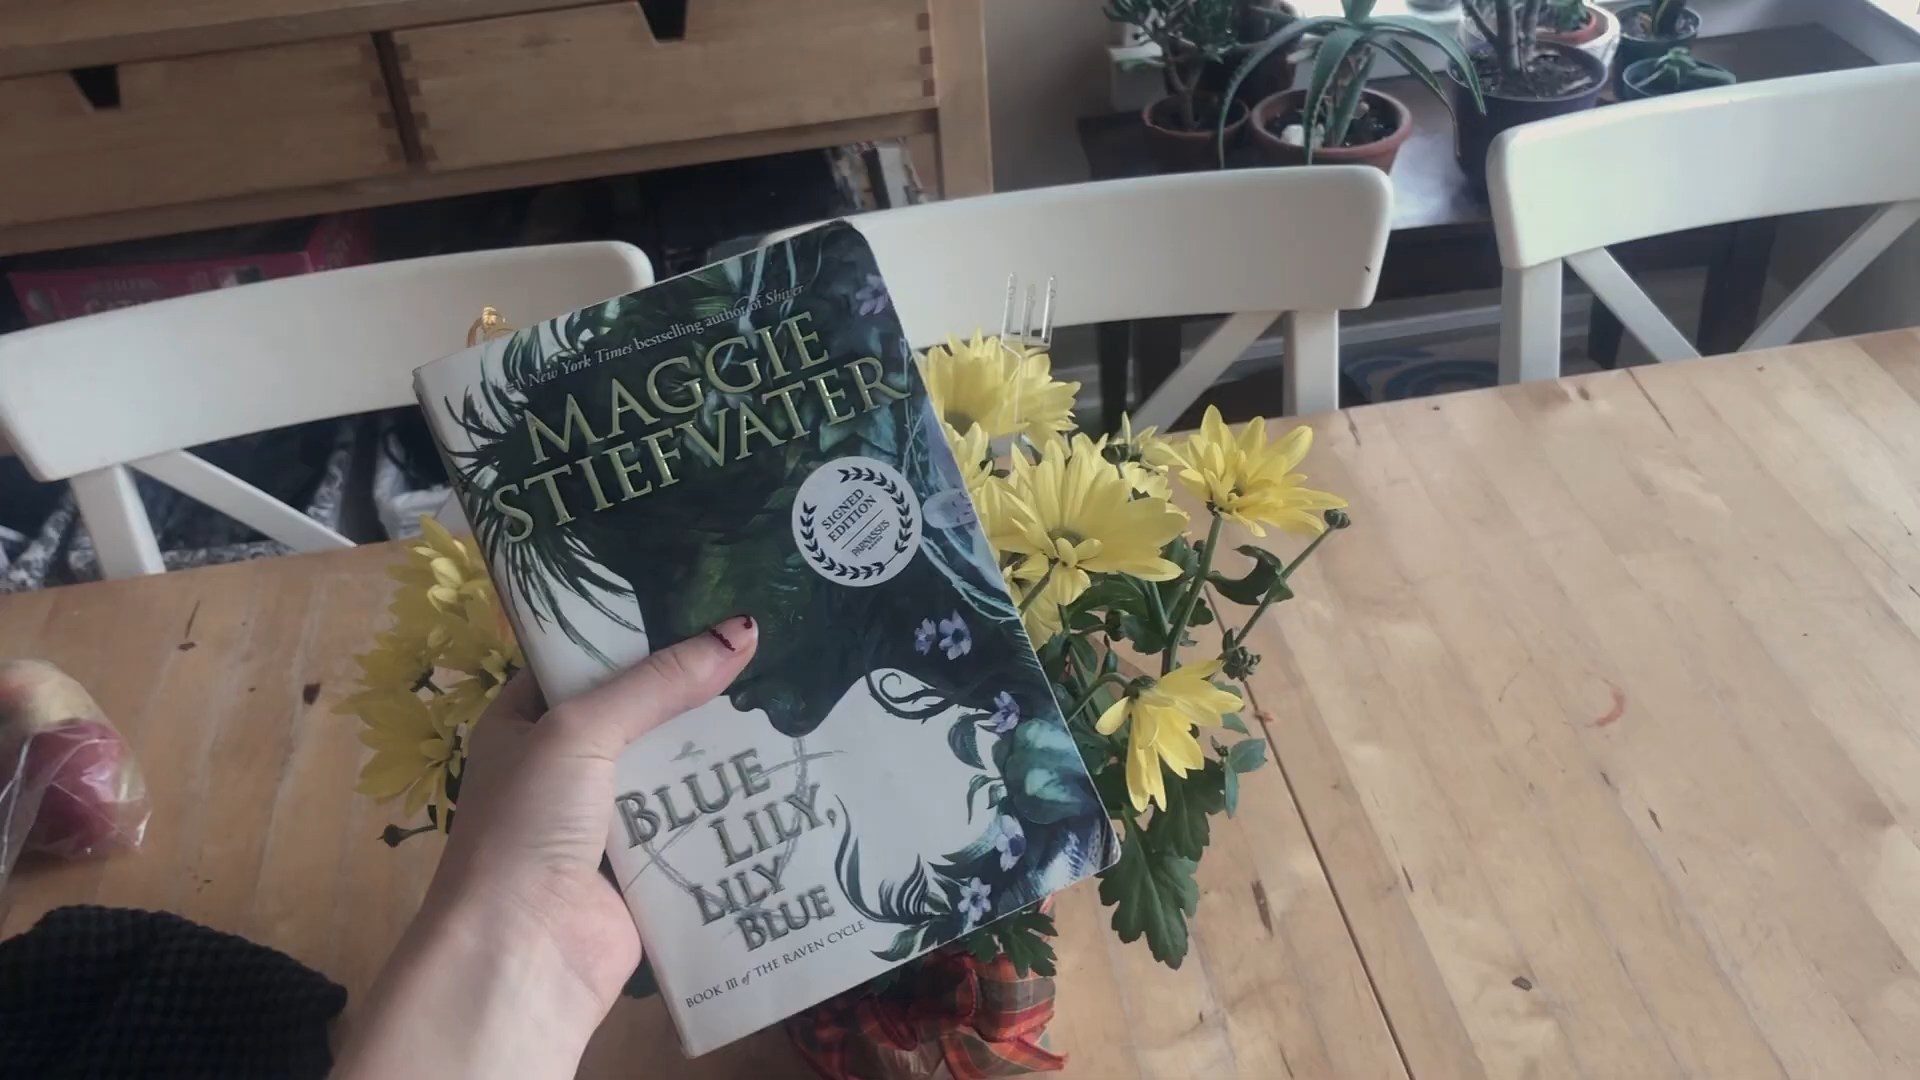 #1 New York Times bestselling author of Shiver
MAGGIE
STIEFVATER
SIGNED
EDITION
PARNASSUS
BOOKS
BLUE
LILY,
LILY
BLUE
BOOK III of THE RAVEN CYCLE